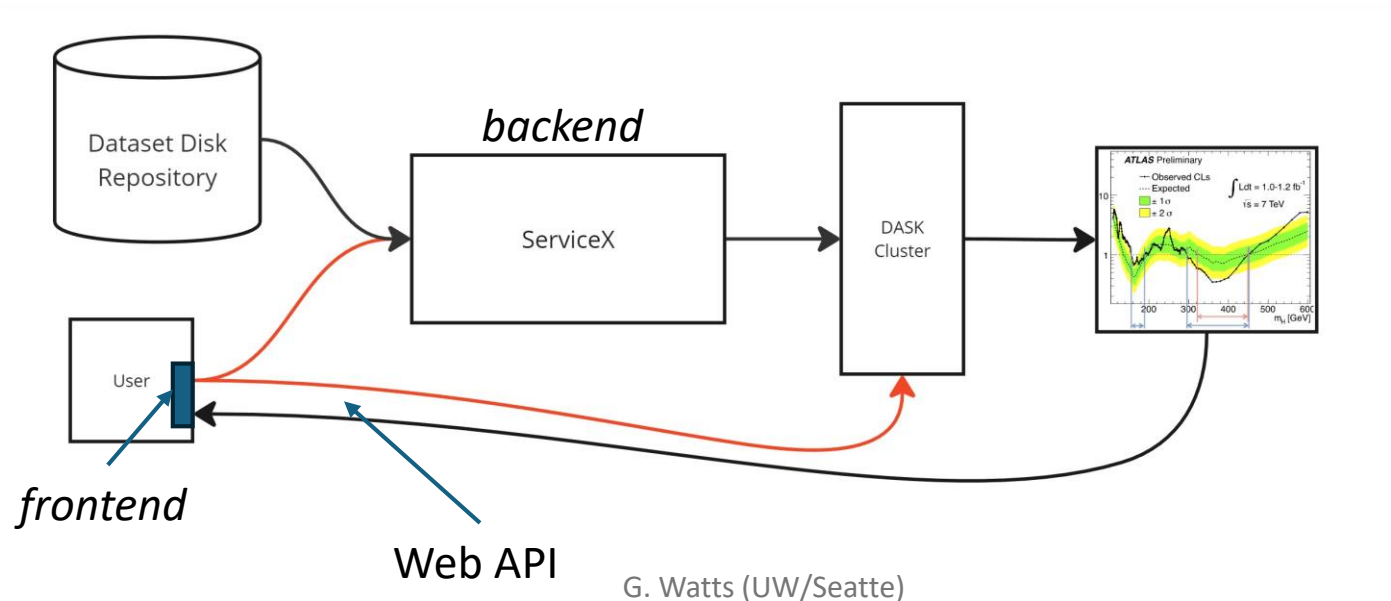 Dataset Disk
Repository
backend
ServiceX
DASK
Cluster
ATLAS Preliminary
Observed CLs
Expected
± 1σ
± 2 σ
∫ Ldt = 1.0-1.2 fb⁻¹
√s = 7 TeV
10
1
200 300 400 500 600
m_H [GeV]
User
frontend
Web API
G. Watts (UW/Seatte)